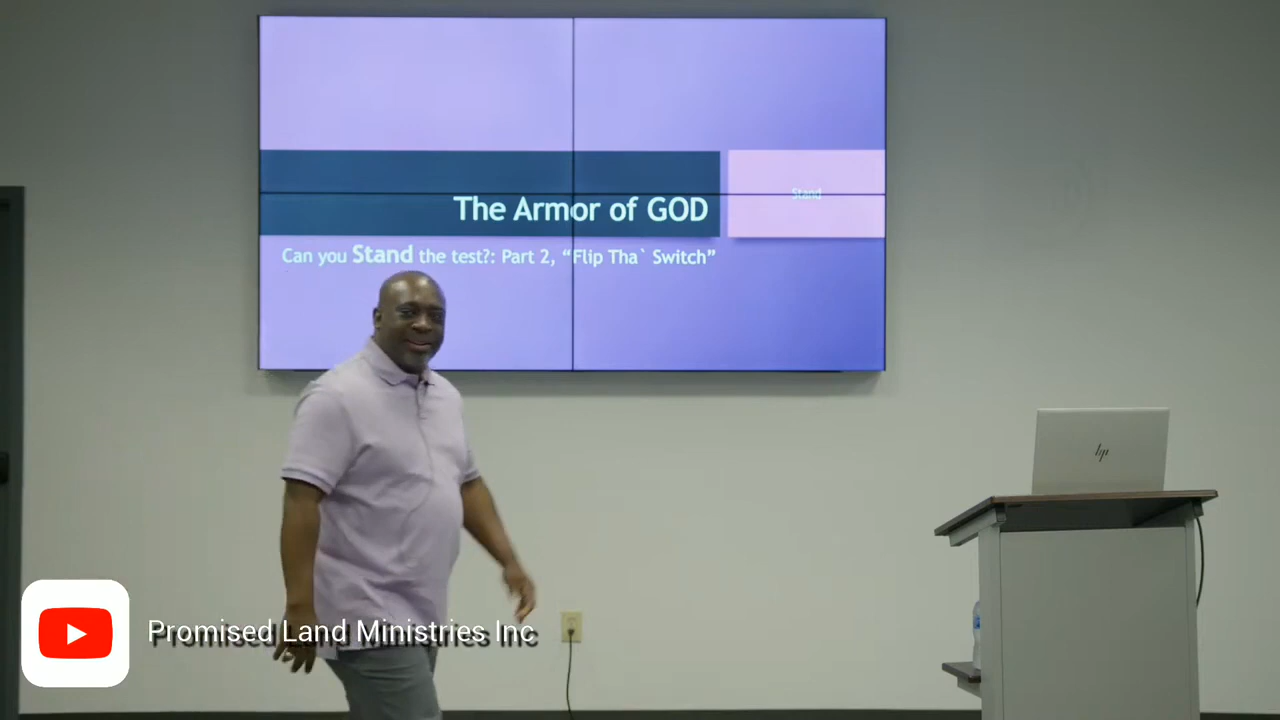 The Armor of GOD
Stand
Can you Stand the test?: Part 2, “Flip Tha` Switch”
hp
Promised Land Ministries Inc